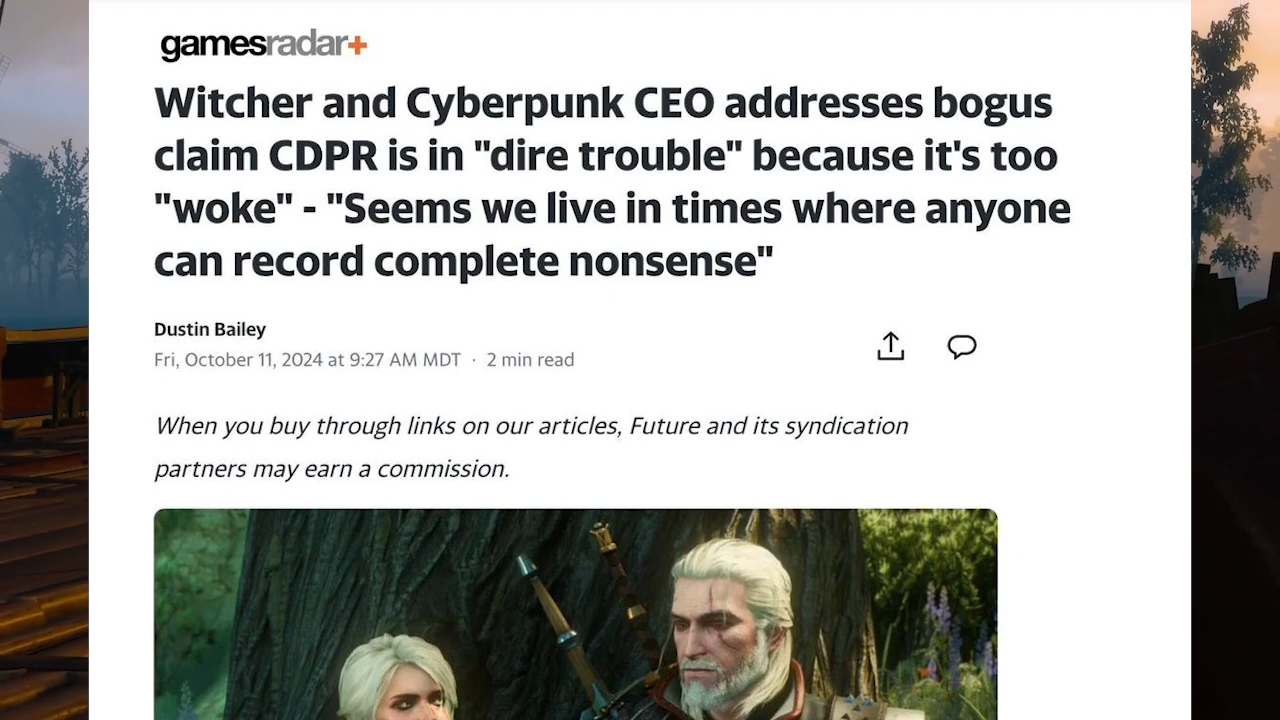 gamesradar+
Witcher and Cyberpunk CEO addresses bogus
claim CDPR is in "dire trouble" because it's too
"woke" - "Seems we live in times where anyone
can record complete nonsense"
Dustin Bailey
Fri, October 11, 2024 at 9:27 AM MDT · 2 min read
When you buy through links on our articles, Future and its syndication
partners may earn a commission.